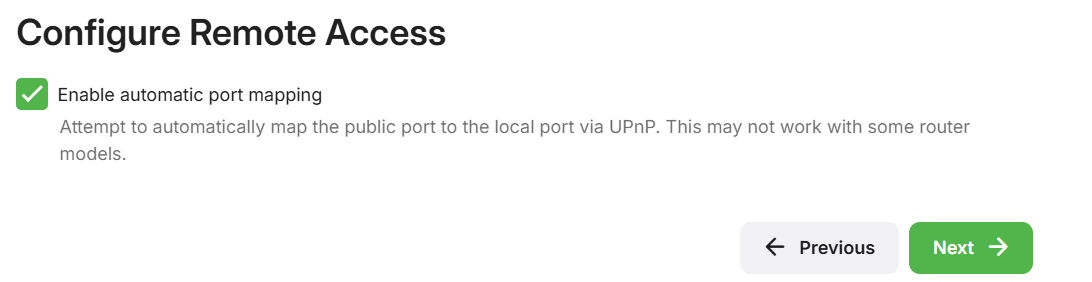 Configure Remote Access
Enable automatic port mapping
Attempt to automatically map the public port to the local port via UPnP. This may not work with some router
models.
Previous
Next